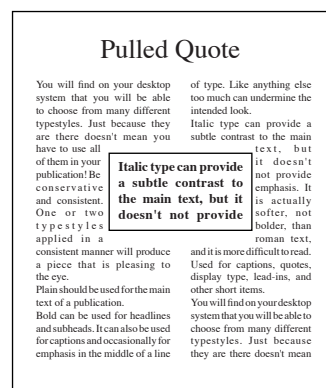 Pulled Quote
You will find on your desktop
system that you will be able
to choose from many different
typestyles. Just because they
are there doesn't mean you
have to use all
of them in your
publication! Be
conservative
and consistent.
One or two
typestyles
applied in a
consistent manner will produce
a piece that is pleasing to
the eye.
Plain should be used for the main
text of a publication.
Bold can be used for headlines
and subheads. It can also be used
for captions and occasionally for
emphasis in the middle of a line
of type. Like anything else
too much can undermine the
intended look.
Italic type can provide a
subtle contrast to the main
text, but
it doesn't
not provide
emphasis. It
is actually
softer, not
bolder, than
roman text,
and it is more difficult to read.
Used for captions, quotes,
display type, lead-ins, and
other short items.
You will find on your desktop
system that you will be able to
choose from many different
typestyles. Just because
they are there doesn't mean
Italic type can provide
a subtle contrast to
the main text, but it
doesn't not provide